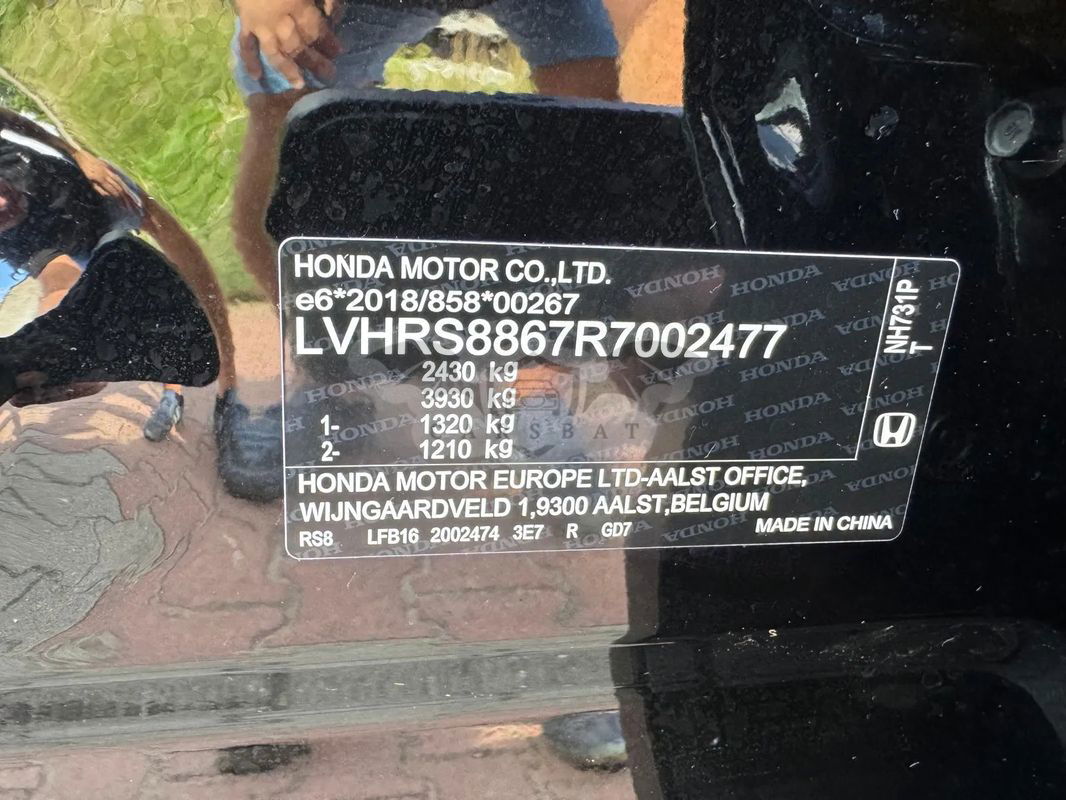 HONDA MOTOR CO.,LTD.
e6*2018/858*00267
LVHRS8867R7002477
2430 kg
3930 kg
1- 1320 kg
2- 1210 kg
NH731P
T
HONDA MOTOR EUROPE LTD-AALST OFFICE,
WIJNGAARDVELD 1,9300 AALST,BELGIUM
RS8 LFB16 2002474 3E7 R GD7 MADE IN CHINA